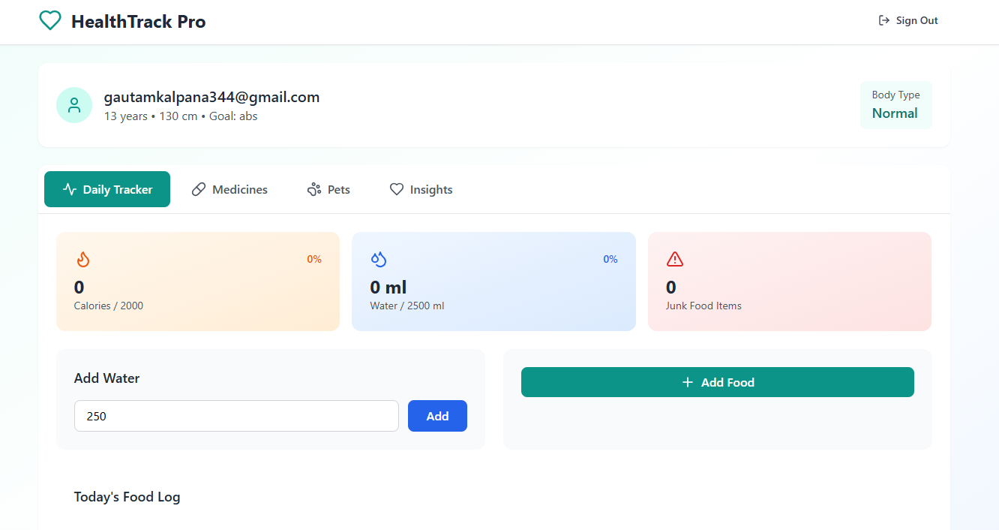 HealthTrack Pro
Sign Out
gautamkalpana344@gmail.com
13 years • 130 cm • Goal: abs
Body Type
Normal
Daily Tracker
Medicines
Pets
Insights
0%
0
Calories / 2000
0%
0 ml
Water / 2500 ml
0
Junk Food Items
Add Water
250
Add
+ Add Food
Today's Food Log